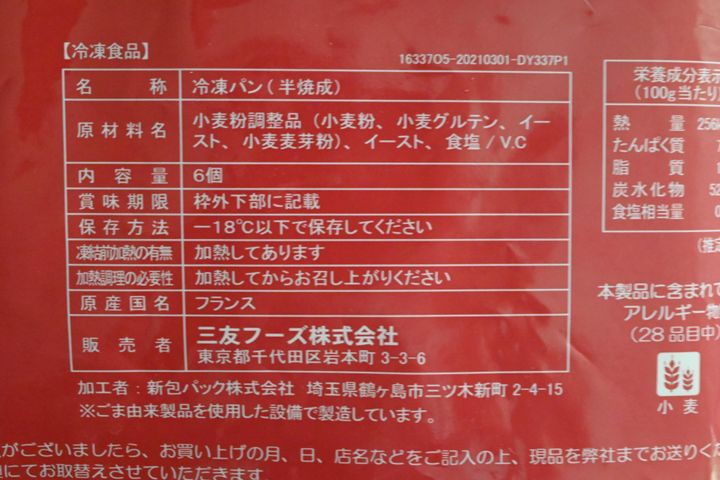 【冷凍食品】
1633705-20210301-DY337P1
名称 冷凍パン(半焼成)
原材料名 小麦粉調整品（小麦粉、小麦グルテン、イースト、小麦麦芽粉）、イースト、食塩/V.C
内容量 6個
賞味期限 枠外下部に記載
保存方法 －18℃以下で保存してください
凍結前加熱の有無 加熱してあります
加熱調理の必要性 加熱してからお召し上がりください
原産国名 フランス
販売者 三友フーズ株式会社
東京都千代田区岩本町3-3-6
加工者：新包パック株式会社 埼玉県鶴ヶ島市三ツ木新町2-4-15
※ごま由来製品を使用した設備で製造しています。
栄養成分表示
(100g当たり)
熱量 256
たんぱく質
脂質
炭水化物 52
食塩相当量 0
(推定
本製品に含まれて
アレルギー物
(28品目中)
小麦
がございましたら、お買い上げの月、日、店名などをご記入の上、現品を弊社までお送りくだ
にてお取替えさせていただきます。